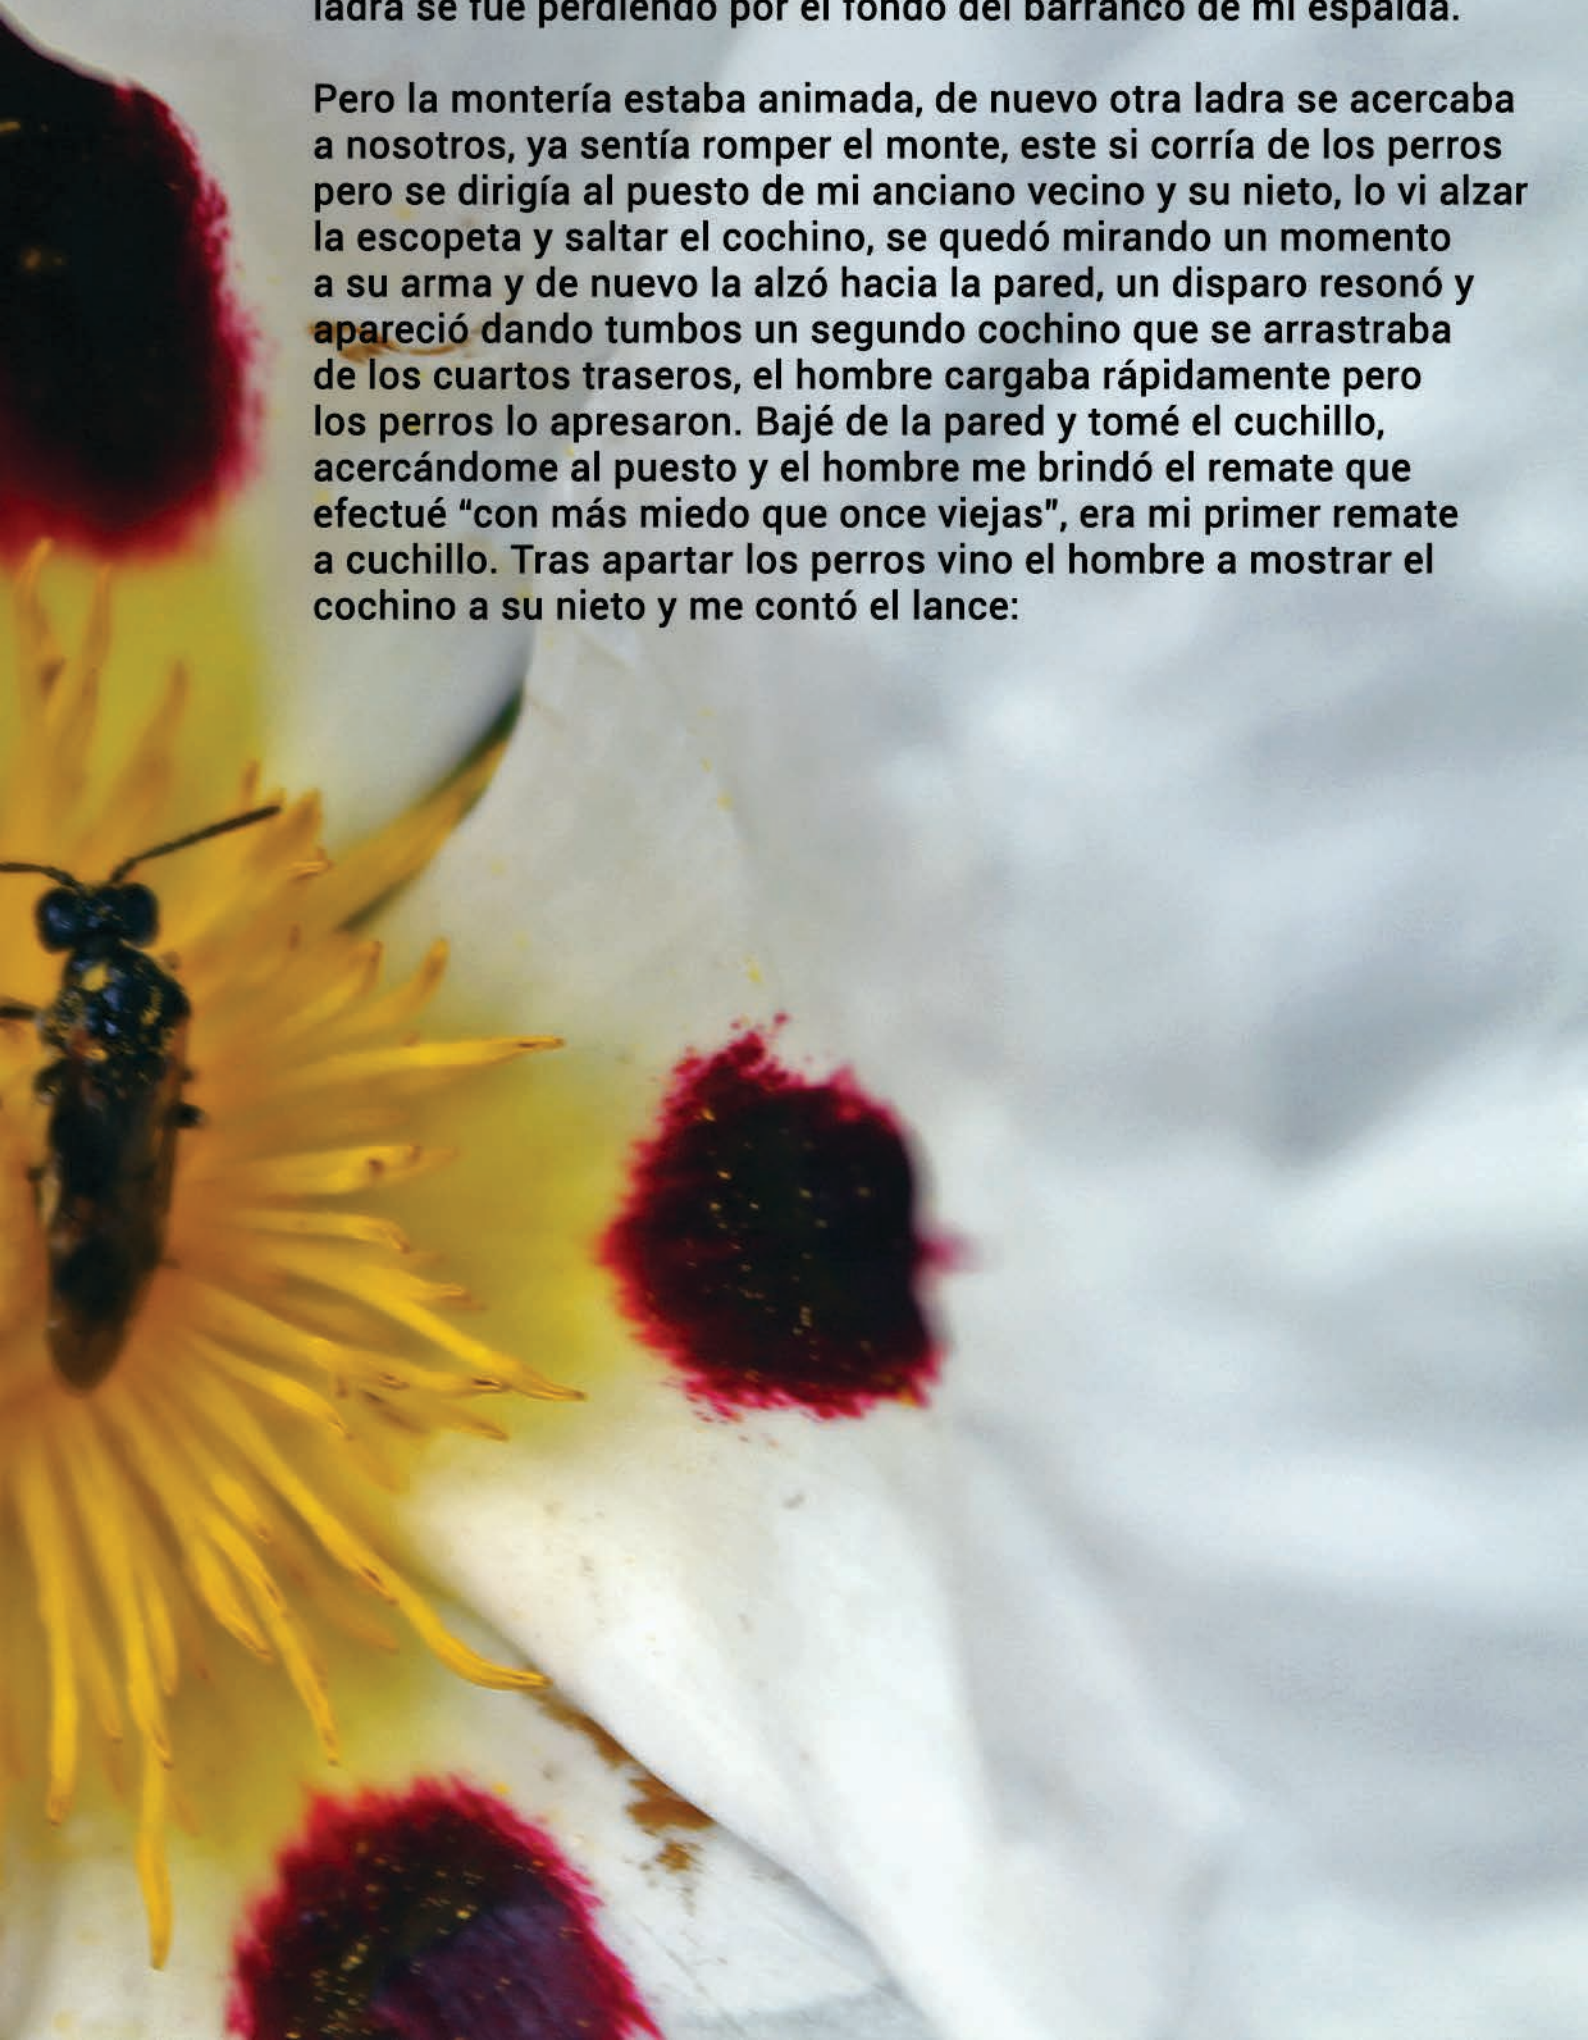 ladra se fue perdiendo por el fondo del barranco de mi espalda.
Pero la montería estaba animada, de nuevo otra ladra se acercaba
a nosotros, ya sentía romper el monte, este si corría de los perros
pero se dirigía al puesto de mi anciano vecino y su nieto, lo vi alzar
la escopeta y saltar el cochino, se quedó mirando un momento
a su arma y de nuevo la alzó hacia la pared, un disparo resonó y
apareció dando tumbos un segundo cochino que se arrastraba
de los cuartos traseros, el hombre cargaba rápidamente pero
los perros lo apresaron. Bajé de la pared y tomé el cuchillo,
acercándome al puesto y el hombre me brindó el remate que
efectué “con más miedo que once viejas”, era mi primer remate
a cuchillo. Tras apartar los perros vino el hombre a mostrar el
cochino a su nieto y me contó el lance: